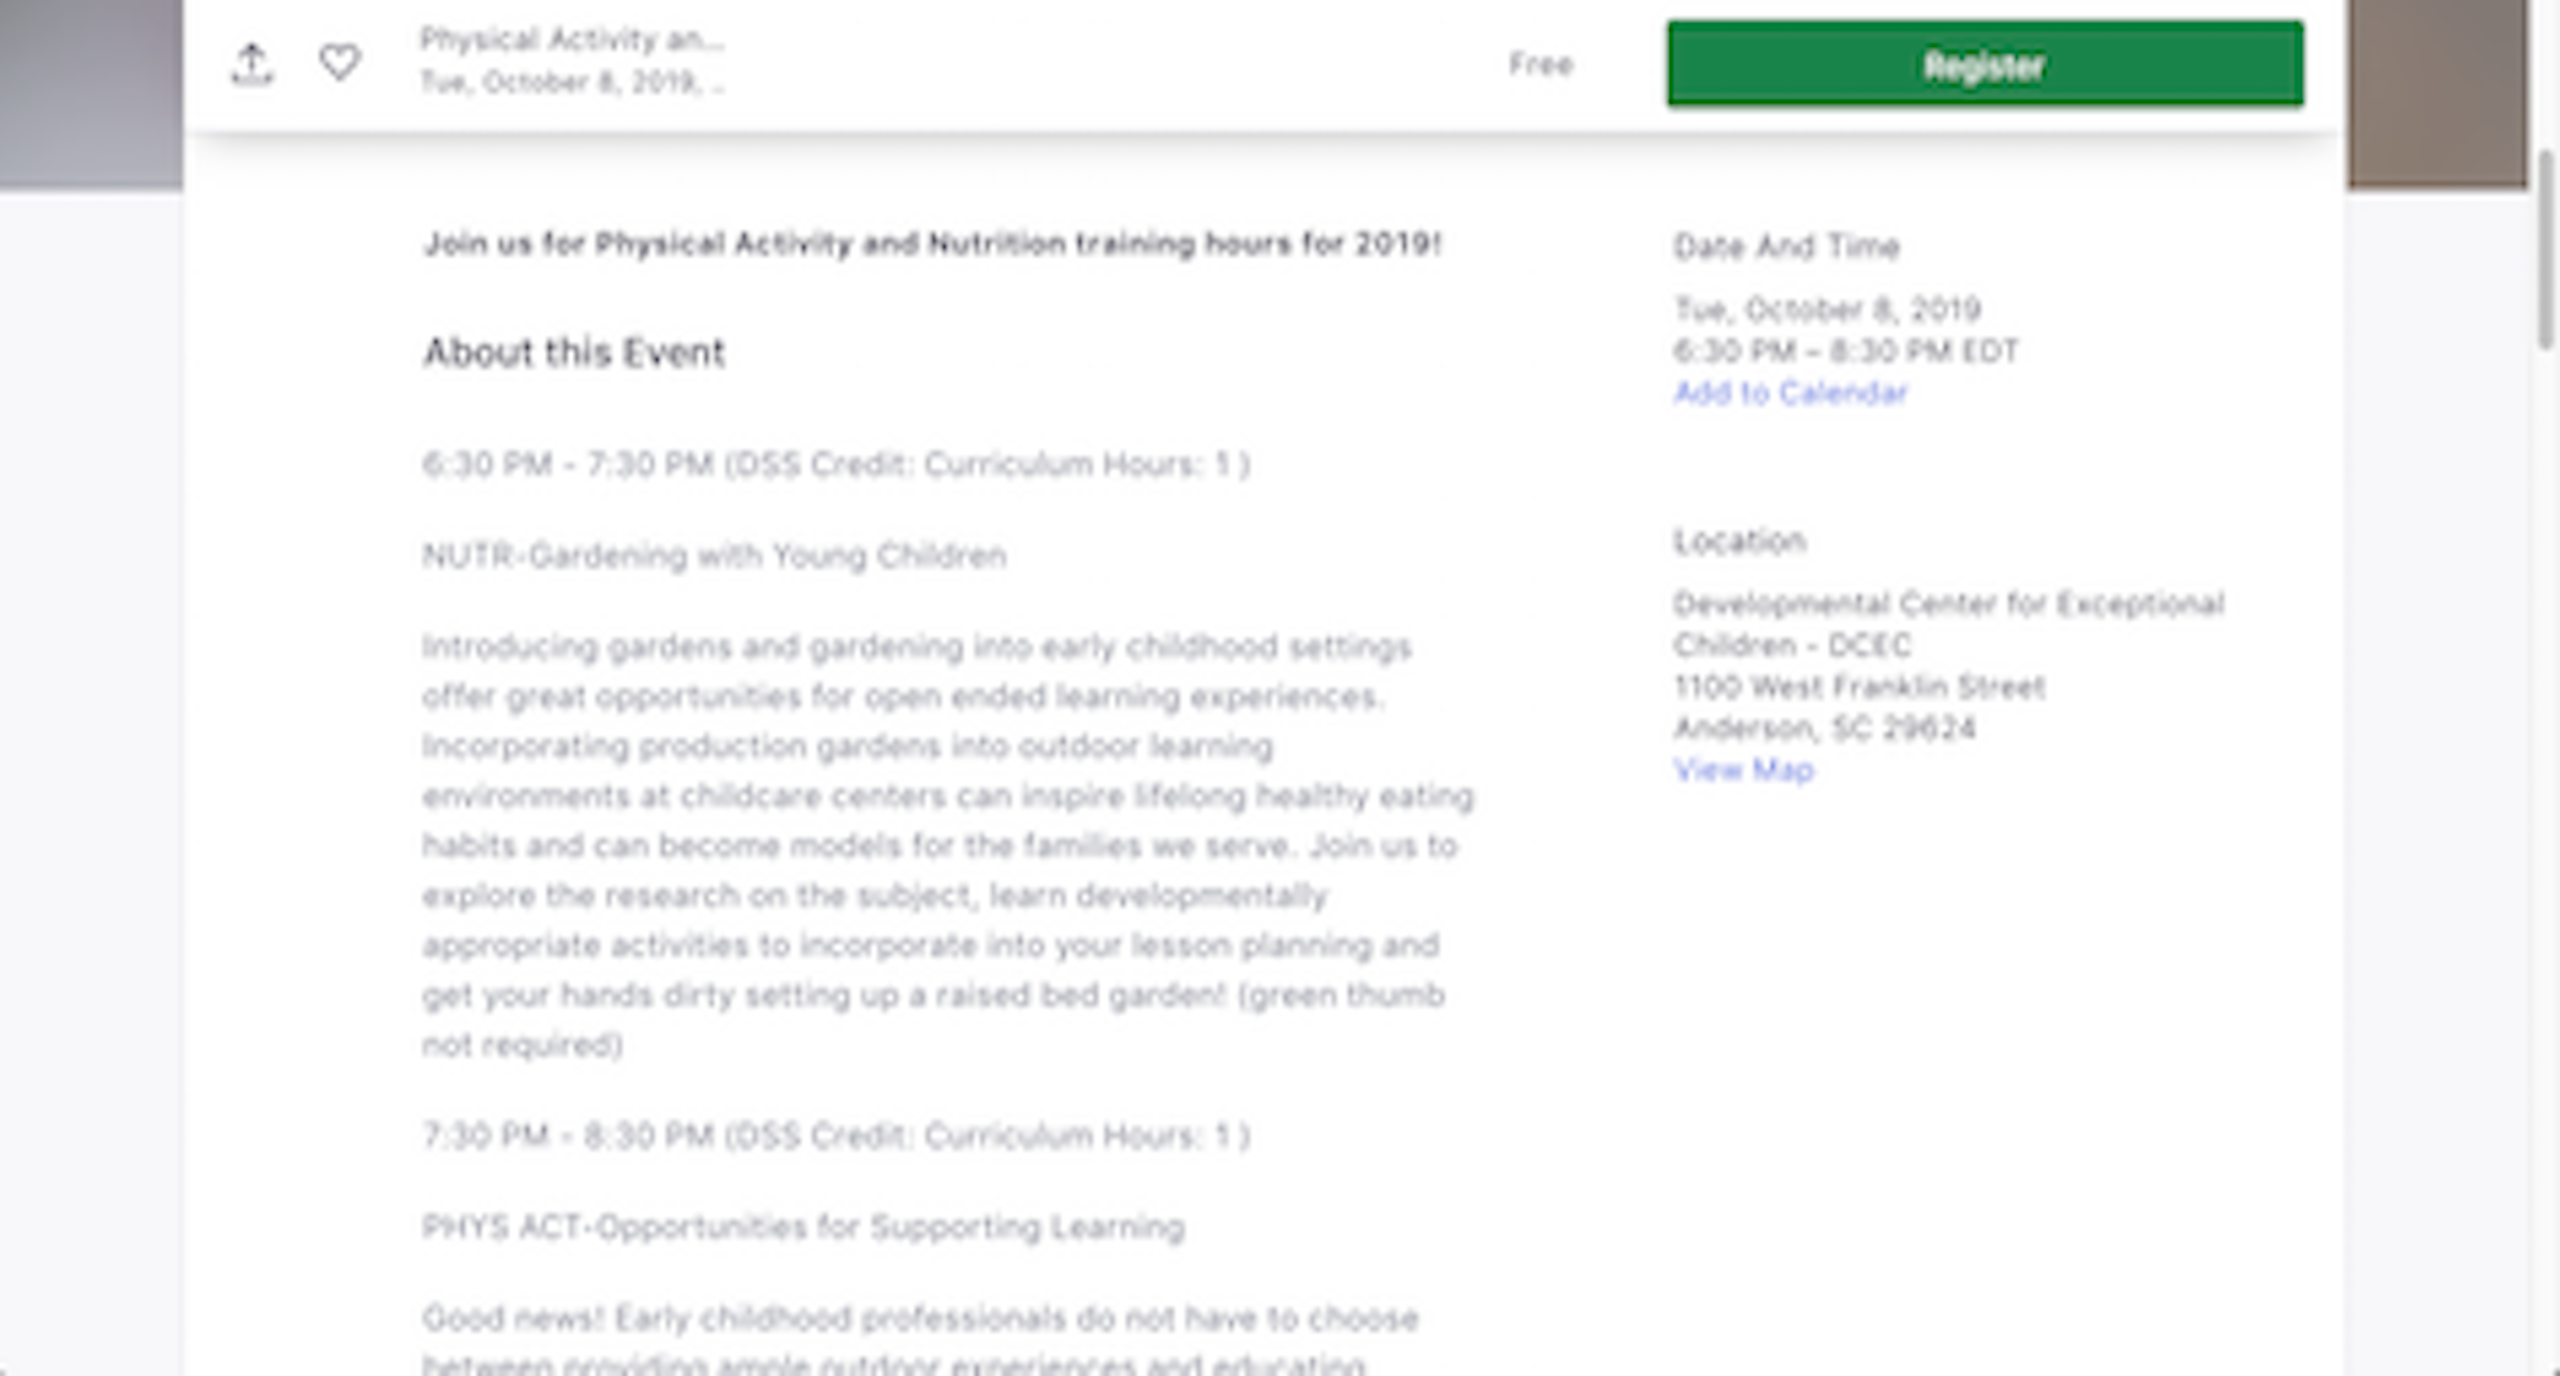 Physical Activity an...
Tue, October 8, 2019, ..
Free
Register
Join us for Physical Activity and Nutrition training hours for 2019!
About this Event
6:30 PM - 7:30 PM (DSS Credit: Curriculum Hours: 1 )
NUTR-Gardening with Young Children
Introducing gardens and gardening into early childhood settings
offer great opportunities for open ended learning experiences.
Incorporating production gardens into outdoor learning
environments at childcare centers can inspire lifelong healthy eating
habits and can become models for the families we serve. Join us to
explore the research on the subject, learn developmentally
appropriate activities to incorporate into your lesson planning and
get your hands dirty setting up a raised bed garden! (green thumb
not required)
7:30 PM - 8:30 PM (DSS Credit: Curriculum Hours: 1 )
PHYS ACT-Opportunities for Supporting Learning
Good news! Early childhood professionals do not have to choose
between providing ample outdoor experiences and educating
Date And Time
Tue, October 8, 2019
6:30 PM – 8:30 PM EDT
Add to Calendar
Location
Developmental Center for Exceptional
Children - DCEC
1100 West Franklin Street
Anderson, SC 29624
View Map